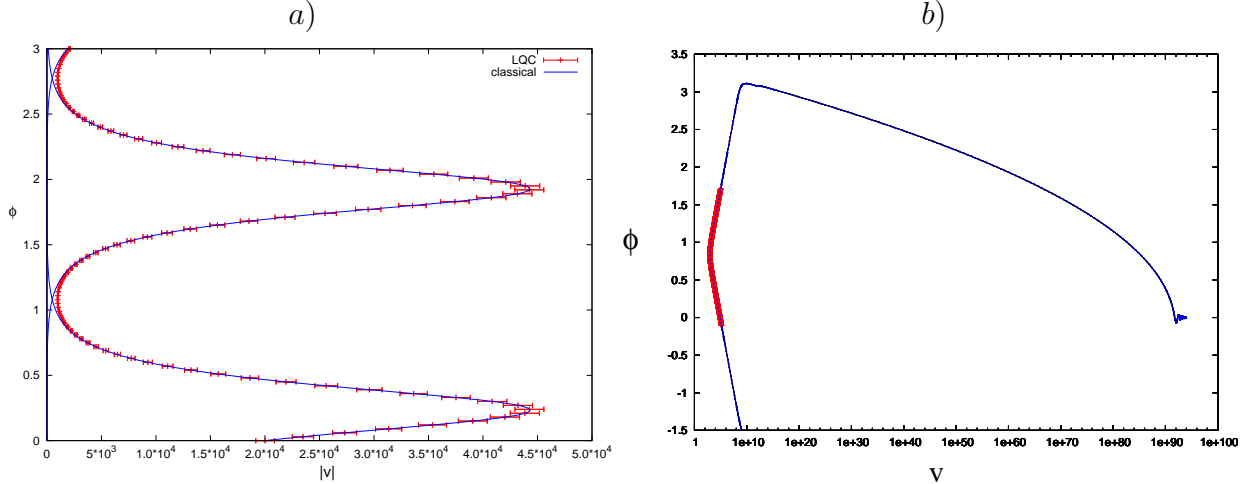 a)
3
2.5
2
1.5
1
0.5
0
ϕ
LQC
classical
5*10³
1.0*10⁴
1.5*10⁴
2.0*10⁴
2.5*10⁴
3.0*10⁴
3.5*10⁴
4.0*10⁴
4.5*10⁴
5.0*10⁴
0
|v|
b)
3.5
3
2.5
2
1.5
1
0.5
0
-0.5
-1
-1.5
ϕ
1
1e+10
1e+20
1e+30
1e+40
1e+50
1e+60
1e+70
1e+80
1e+90
1e+100
v